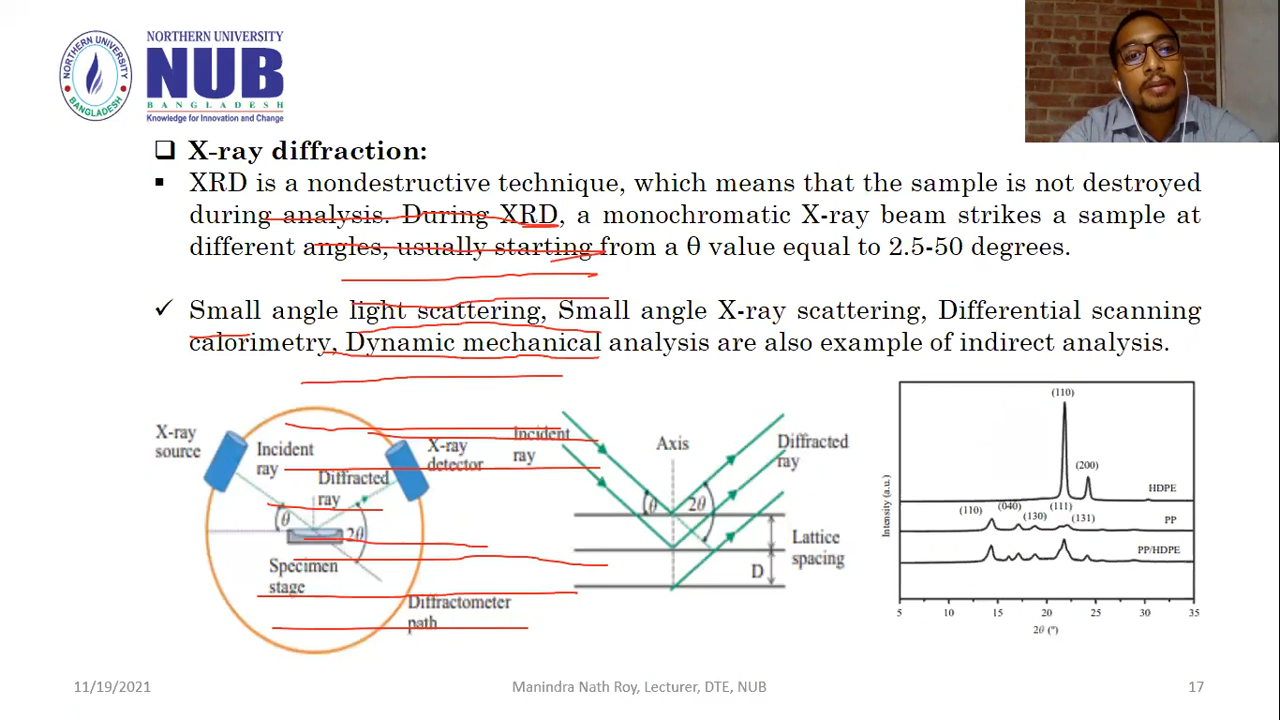 NORTHERN UNIVERSITY
NUB
BANGLADESH
Knowledge for Innovation and Change
NORTHERN UNIVERSITY
BANGLADESH
X-ray diffraction:
XRD is a nondestructive technique, which means that the sample is not destroyed
during analysis. During XRD, a monochromatic X-ray beam strikes a sample at
different angles, usually starting from a θ value equal to 2.5-50 degrees.
Small angle light scattering, Small angle X-ray scattering, Differential scanning
calorimetry, Dynamic mechanical analysis are also example of indirect analysis.
X-ray
source
Incident
ray
Diffracted
ray
X-ray
detector
θ
2θ
Specimen
stage
Diffractometer
path
Incident
ray
Axis
Diffracted
ray
θ
2θ
Lattice
spacing
D
Intensity (a.u.)
(110)
(200)
HDPE
(110)
(040)
(130)
(111)
(131)
PP
PP/HDPE
5
10
15
20
25
30
35
2θ (°)
11/19/2021
Manindra Nath Roy, Lecturer, DTE, NUB
17